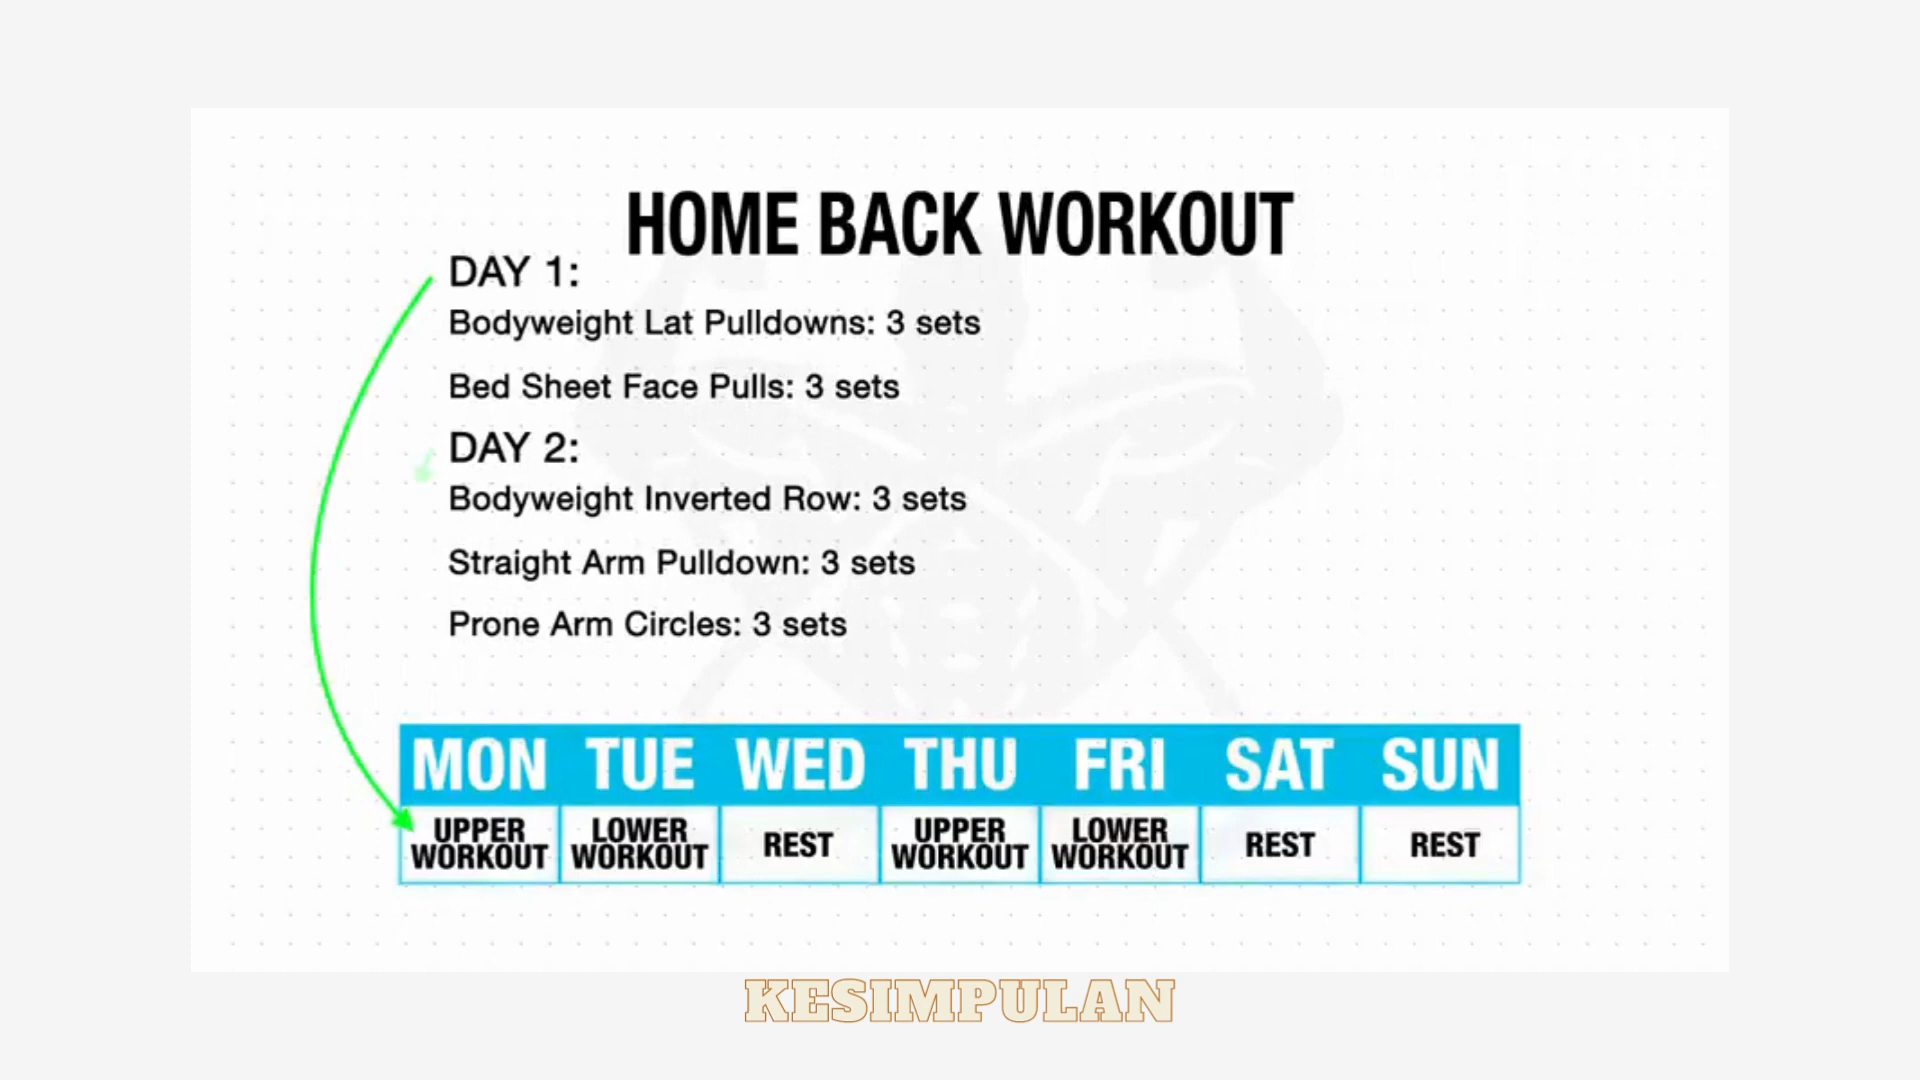 HOME BACK WORKOUT
DAY 1:
Bodyweight Lat Pulldowns: 3 sets
Bed Sheet Face Pulls: 3 sets
DAY 2:
Bodyweight Inverted Row: 3 sets
Straight Arm Pulldown: 3 sets
Prone Arm Circles: 3 sets
MON TUE WED THU FRI SAT SUN
UPPER WORKOUT LOWER WORKOUT REST UPPER WORKOUT LOWER WORKOUT REST REST
KESIMPULAN